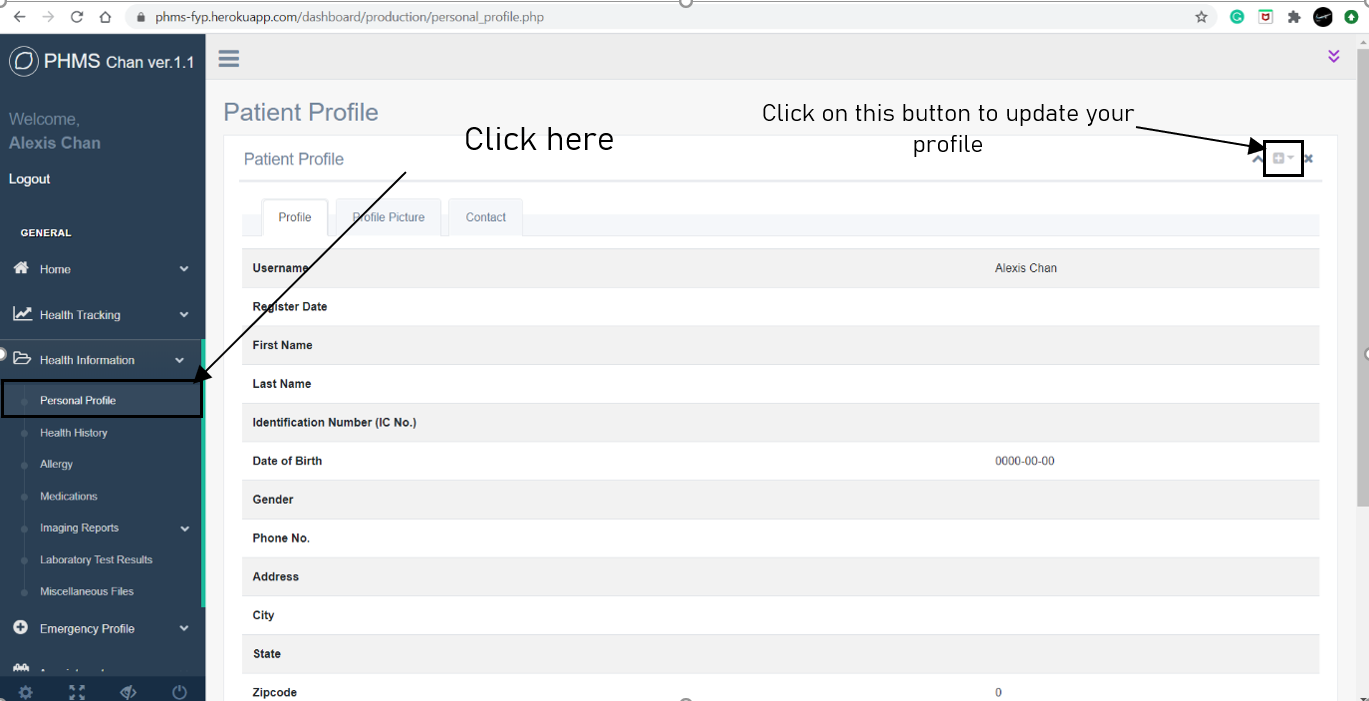 phms-fyp.herokuapp.com/dashboard/production/personal_profile.php
PHMS Chan ver.1.1
Welcome,
Alexis Chan
Logout
GENERAL
Home
Health Tracking
Health Information
Personal Profile
Health History
Allergy
Medications
Imaging Reports
Laboratory Test Results
Miscellaneous Files
Emergency Profile
Patient Profile
Click here
Click on this button to update your
profile
Patient Profile
Profile Profile Picture Contact
Username Alexis Chan
Register Date
First Name
Last Name
Identification Number (IC No.)
Date of Birth 0000-00-00
Gender
Phone No.
Address
City
State
Zipcode 0